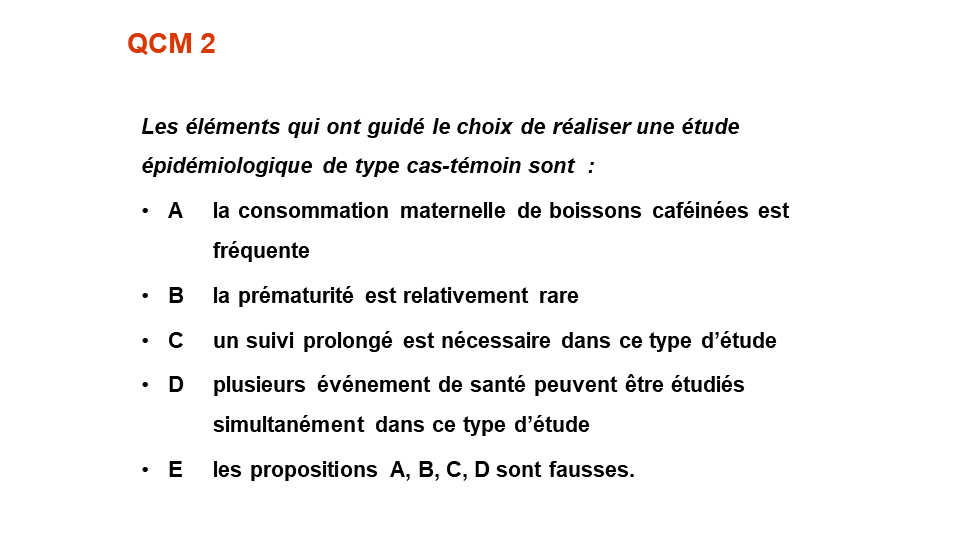 QCM 2
Les éléments qui ont guidé le choix de réaliser une étude
épidémiologique de type cas-témoin sont :
• A la consommation maternelle de boissons caféinées est
fréquente
• B la prématurité est relativement rare
• C un suivi prolongé est nécessaire dans ce type d’étude
• D plusieurs événement de santé peuvent être étudiés
simultanément dans ce type d’étude
• E les propositions A, B, C, D sont fausses.